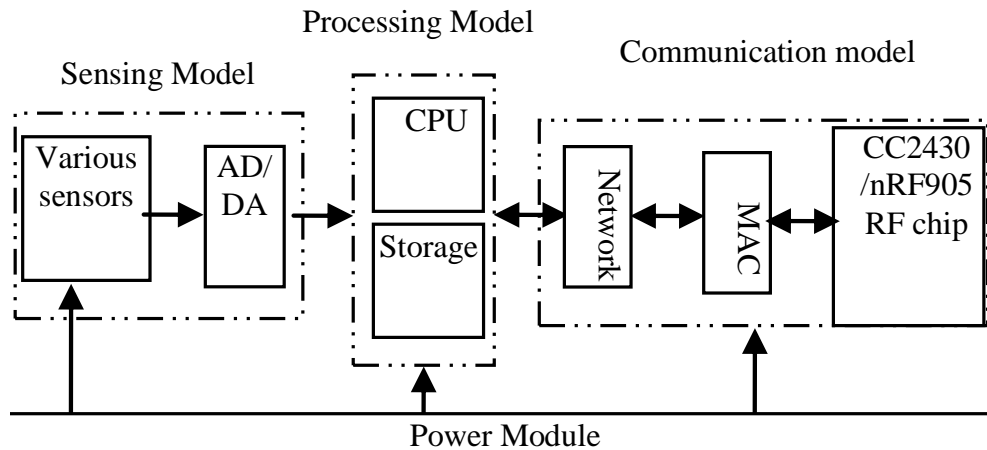 Processing Model
Sensing Model
Communication model
Various
sensors
AD/
DA
CPU
Storage
Network
MAC
CC2430
/nRF905
RF chip
Power Module